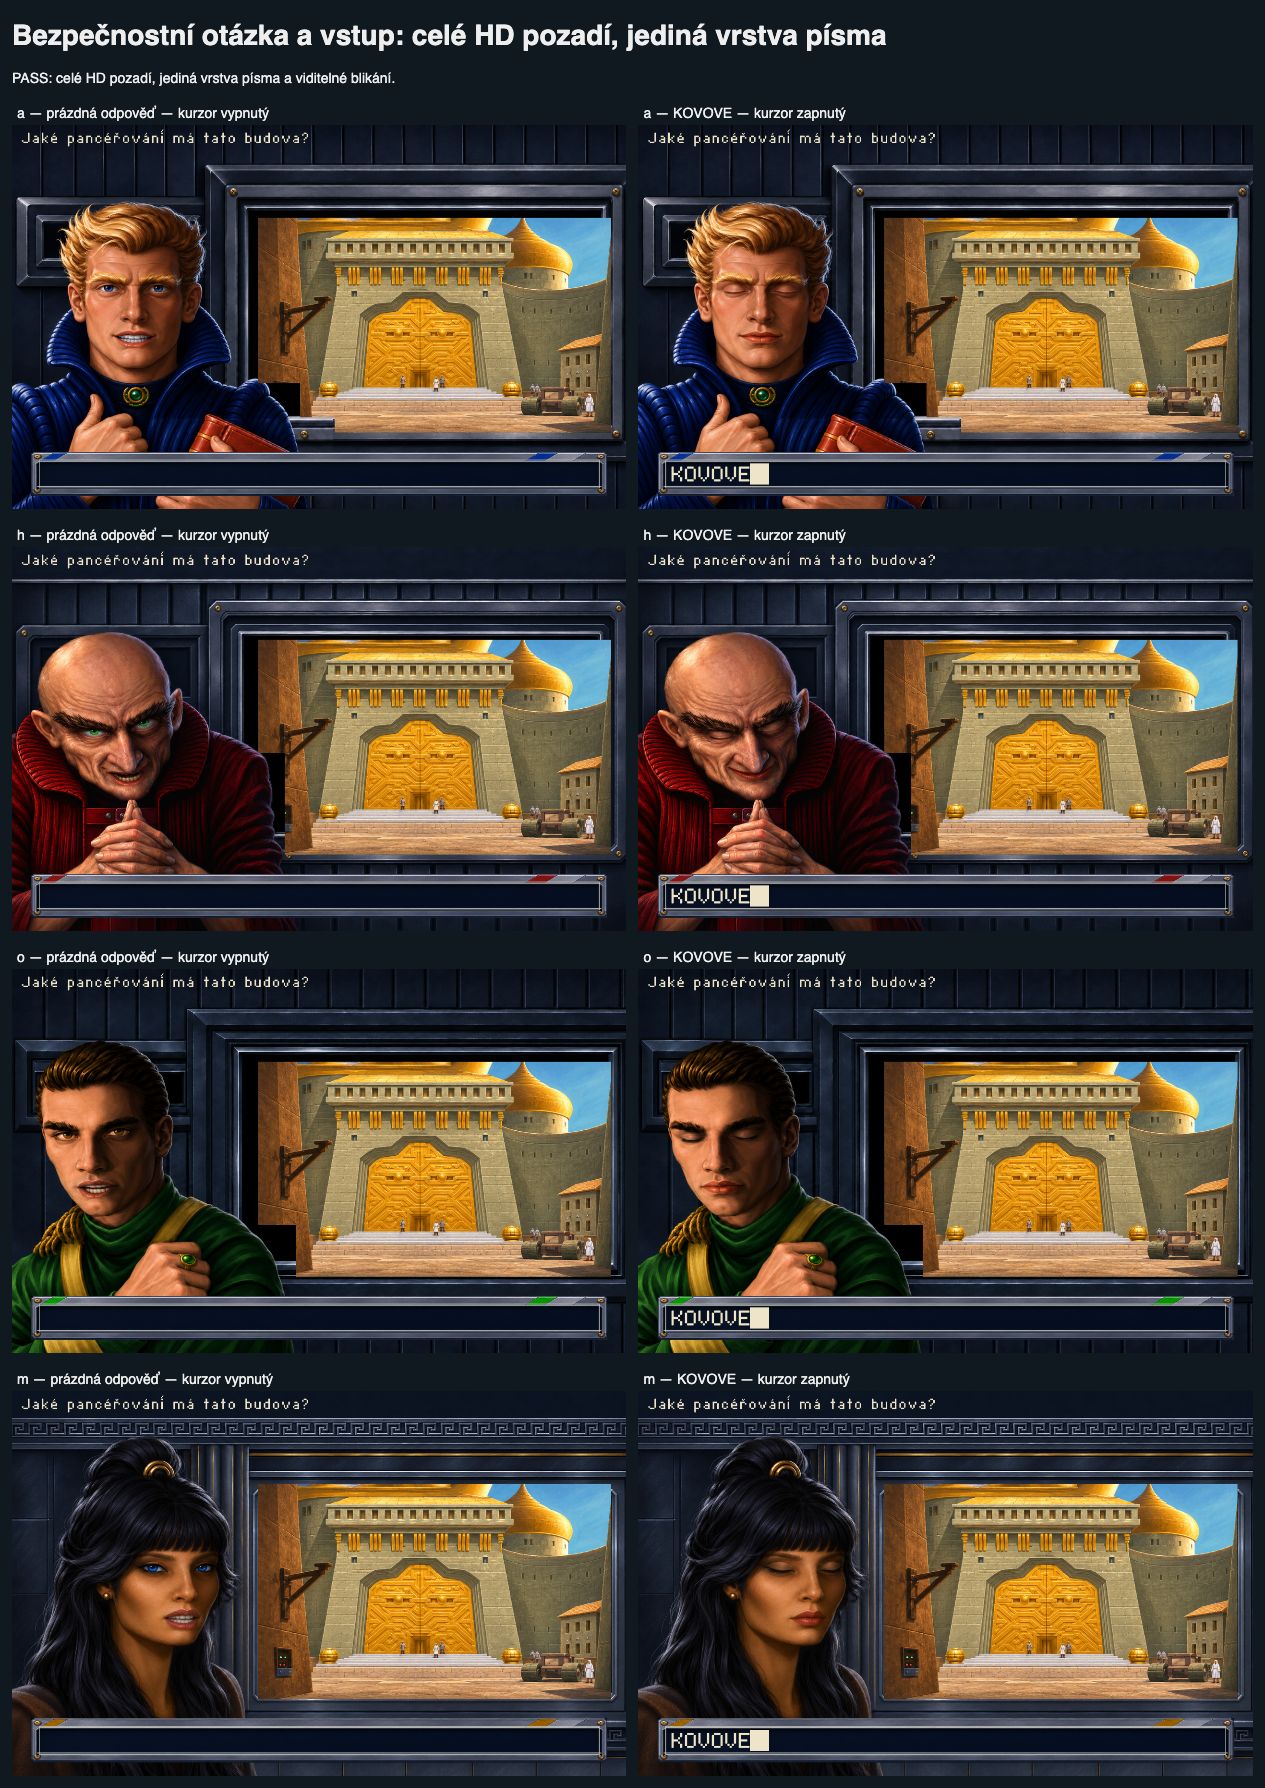 Bezpečnostní otázka a vstup: celé HD pozadí, jediná vrstva písma
PASS: celé HD pozadí, jediná vrstva písma a viditelné blikání.
a — prázdná odpověď — kurzor vypnutý
Jaké pancéřování má tato budova?
a — KOVOVE — kurzor zapnutý
Jaké pancéřování má tato budova?
KOVOVE
h — prázdná odpověď — kurzor vypnutý
Jaké pancéřování má tato budova?
h — KOVOVE — kurzor zapnutý
Jaké pancéřování má tato budova?
KOVOVE
o — prázdná odpověď — kurzor vypnutý
Jaké pancéřování má tato budova?
o — KOVOVE — kurzor zapnutý
Jaké pancéřování má tato budova?
KOVOVE
m — prázdná odpověď — kurzor vypnutý
Jaké pancéřování má tato budova?
m — KOVOVE — kurzor zapnutý
Jaké pancéřování má tato budova?
KOVOVE